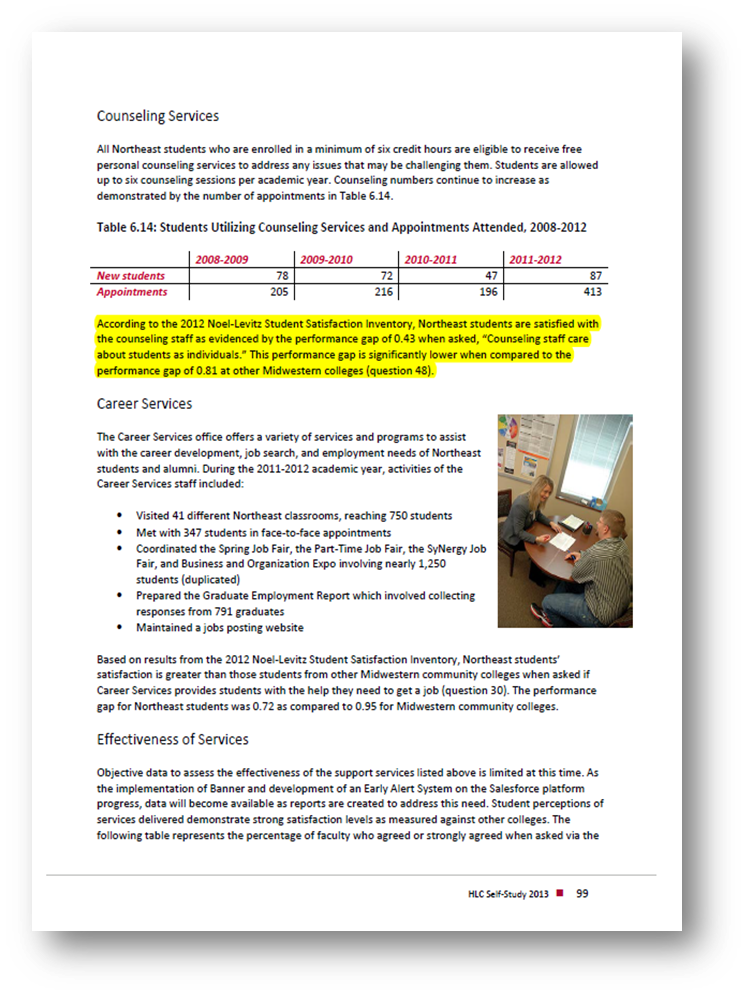 Counseling Services
All Northeast students who are enrolled in a minimum of six credit hours are eligible to receive free
personal counseling services to address any issues that may be challenging them. Students are allowed
up to six counseling sessions per academic year. Counseling numbers continue to increase as
demonstrated by the number of appointments in Table 6.14.
Table 6.14: Students Utilizing Counseling Services and Appointments Attended, 2008-2012
2008-2009 2009-2010 2010-2011 2011-2012
New students 78 72 47 87
Appointments 205 216 196 413
According to the 2012 Noel-Levitz Student Satisfaction Inventory, Northeast students are satisfied with
the counseling staff as evidenced by the performance gap of 0.43 when asked, “Counseling staff care
about students as individuals.” This performance gap is significantly lower when compared to the
performance gap of 0.81 at other Midwestern colleges (question 48).
Career Services
The Career Services office offers a variety of services and programs to assist
with the career development, job search, and employment needs of Northeast
students and alumni. During the 2011-2012 academic year, activities of the
Career Services staff included:
• Visited 41 different Northeast classrooms, reaching 750 students
• Met with 347 students in face-to-face appointments
• Coordinated the Spring Job Fair, the Part-Time Job Fair, the SyNergy Job
Fair, and Business and Organization Expo involving nearly 1,250
students (duplicated)
• Prepared the Graduate Employment Report which involved collecting
responses from 791 graduates
• Maintained a jobs posting website
Based on results from the 2012 Noel-Levitz Student Satisfaction Inventory, Northeast students’
satisfaction is greater than those students from other Midwestern community colleges when asked if
Career Services provides students with the help they need to get a job (question 30). The performance
gap for Northeast students was 0.72 as compared to 0.95 for Midwestern community colleges.
Effectiveness of Services
Objective data to assess the effectiveness of the support services listed above is limited at this time. As
the implementation of Banner and development of an Early Alert System on the Salesforce platform
progress, data will become available as reports are created to address this need. Student perceptions of
services delivered demonstrate strong satisfaction levels as measured against other colleges. The
following table represents the percentage of faculty who agreed or strongly agreed when asked via the
HLC Self-Study 2013 ■ 99